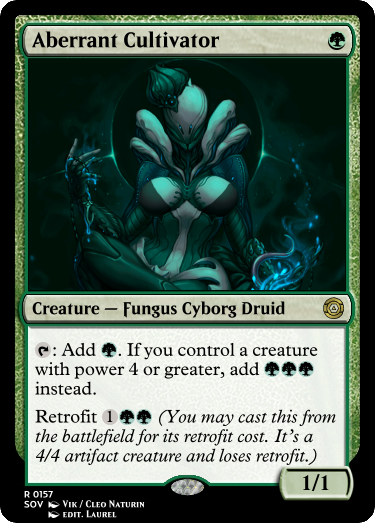 Aberrant Cultivator
Creature — Fungus Cyborg Druid
: Add . If you control a creature
with power 4 or greater, add
instead.
Retrofit 1 (You may cast this from
the battlefield for its retrofit cost. It's a
4/4 artifact creature and loses retrofit.)
1/1
R 0157
SOV Vik / Cleo Naturin
edit. Laurel